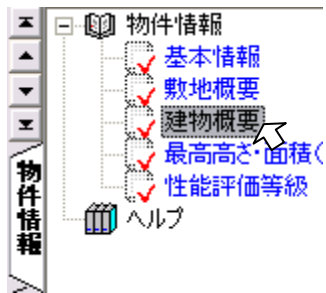 物件情報
基本情報
敷地概要
建物概要
最高高さ・面積(
性能評価等級
ヘルプ
物件情報